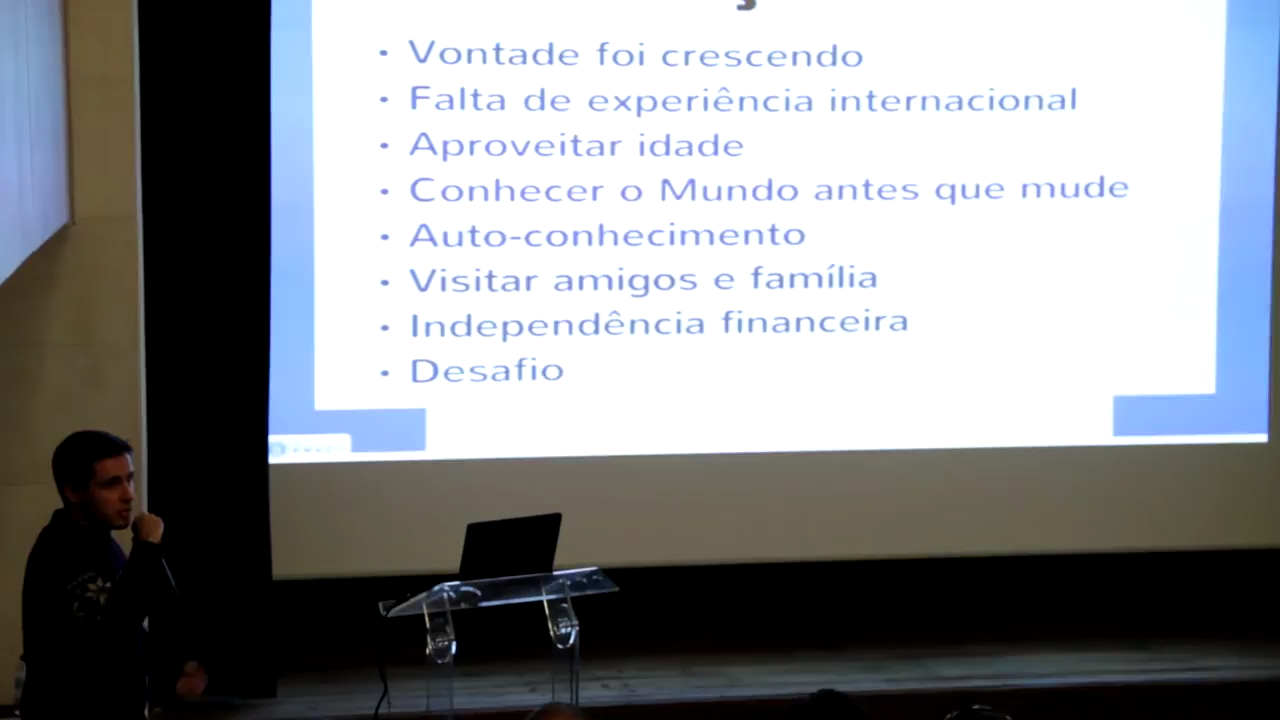 • Vontade foi crescendo
• Falta de experiência internacional
• Aproveitar idade
• Conhecer o Mundo antes que mude
• Auto-conhecimento
• Visitar amigos e família
• Independência financeira
• Desafio